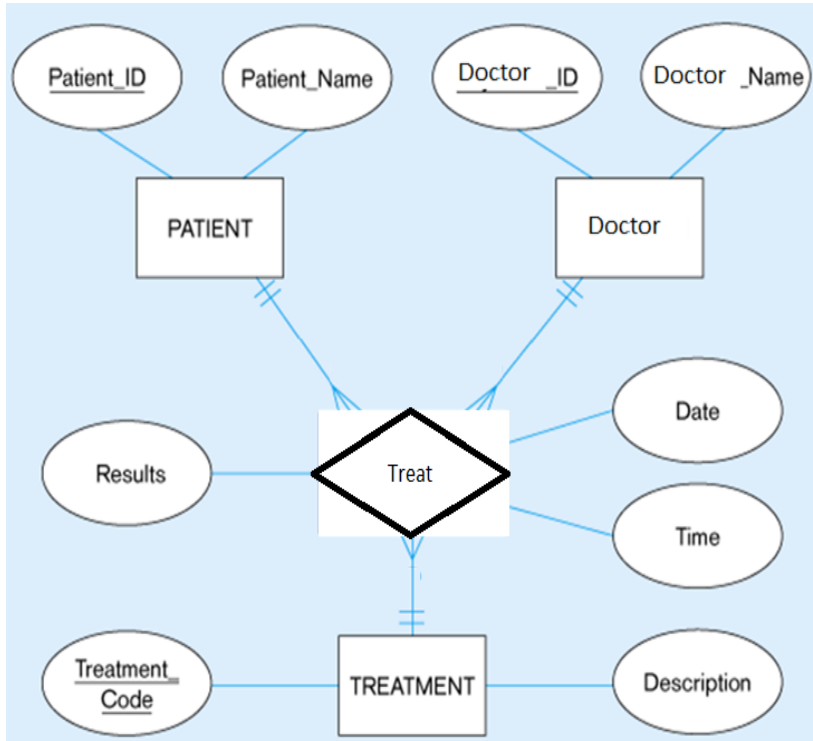 Patient_ID
Patient_Name
Doctor _ID
Doctor _Name
PATIENT
Doctor
Date
Results
Treat
Time
Treatment_
Code
TREATMENT
Description